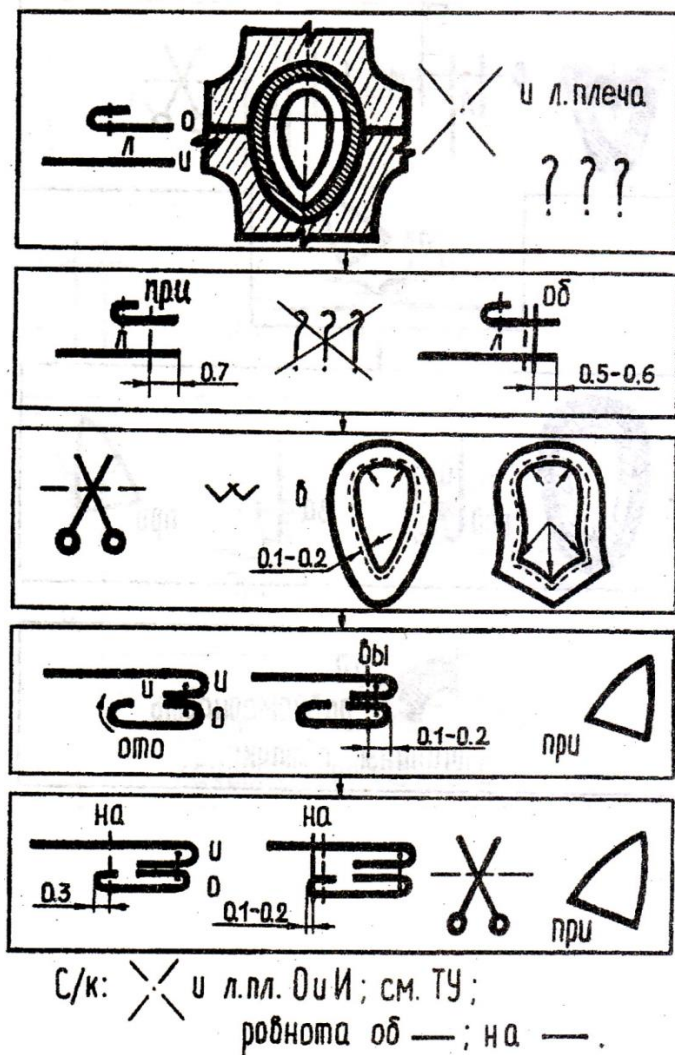 О
и л. плеча
л
и
? ? ?
при
л
0.7
? ? ?
об
л
0.5-0.6
в
0.1-0.2
и
и
о
ото
вы
0.1-0.2
при
на
и
о
0.3
на
0.1-0.2
при
С/к: и л.пл. О и И; см. ТУ;
ровнота об —; на —.